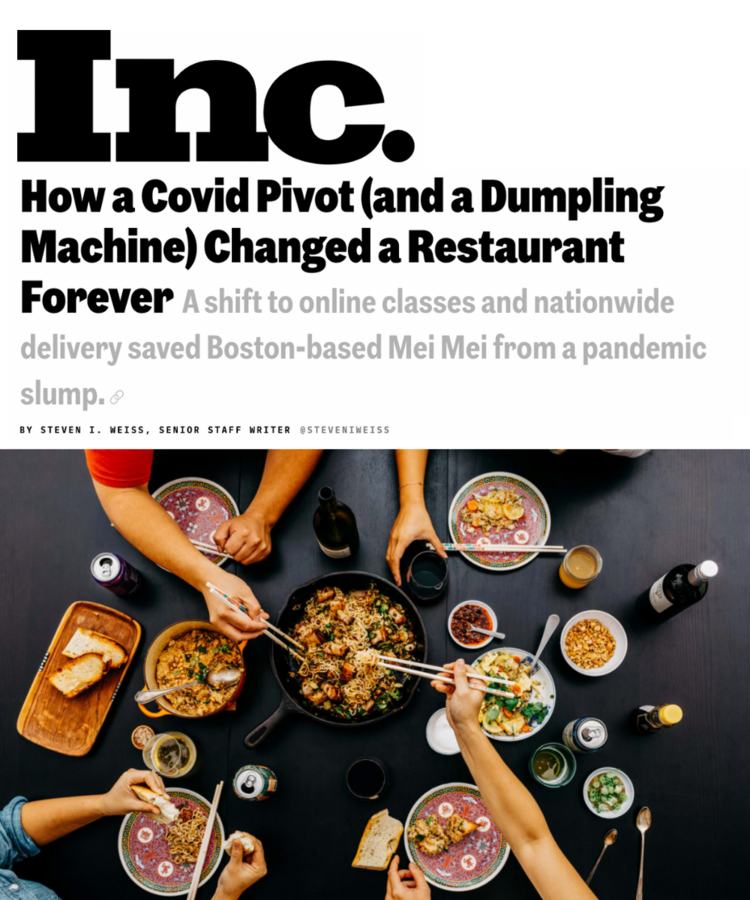 Inc.
How a Covid Pivot (and a Dumpling
Machine) Changed a Restaurant
Forever A shift to online classes and nationwide
delivery saved Boston-based Mei Mei from a pandemic
slump.
BY STEVEN I. WEISS, SENIOR STAFF WRITER @STEVENIWEISS